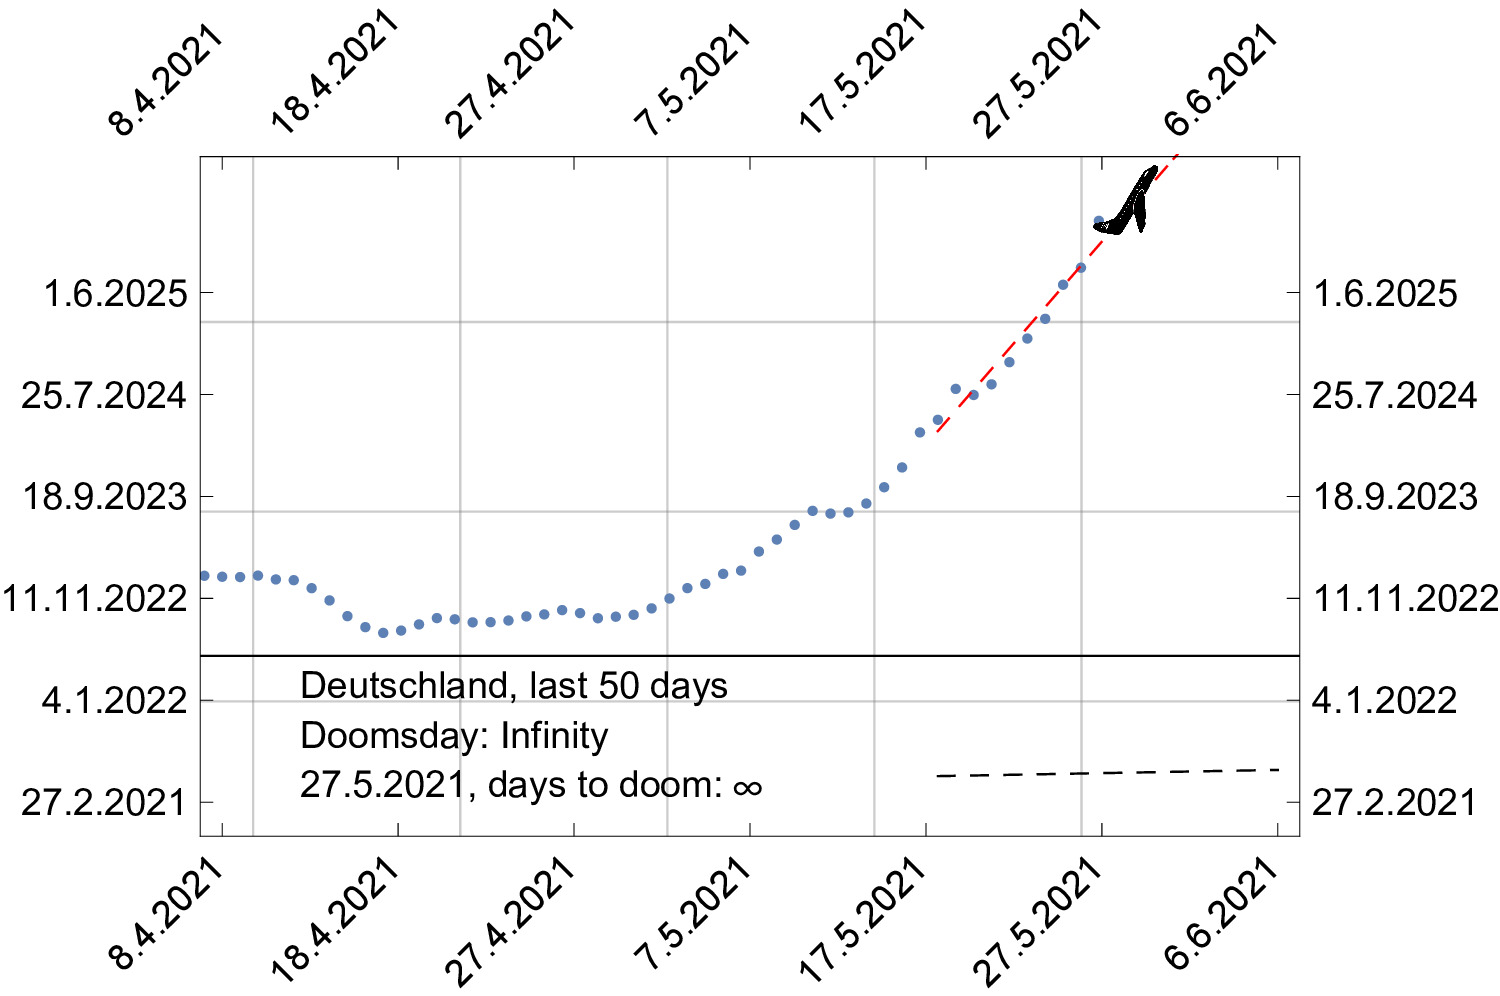 8.4.2021 18.4.2021 27.4.2021 7.5.2021 17.5.2021 27.5.2021 6.6.2021
1.6.2025 1.6.2025
25.7.2024 25.7.2024
18.9.2023 18.9.2023
11.11.2022 11.11.2022
Deutschland, last 50 days
4.1.2022 4.1.2022
Doomsday: Infinity
27.5.2021, days to doom: ∞
27.2.2021 27.2.2021
8.4.2021 18.4.2021 27.4.2021 7.5.2021 17.5.2021 27.5.2021 6.6.2021